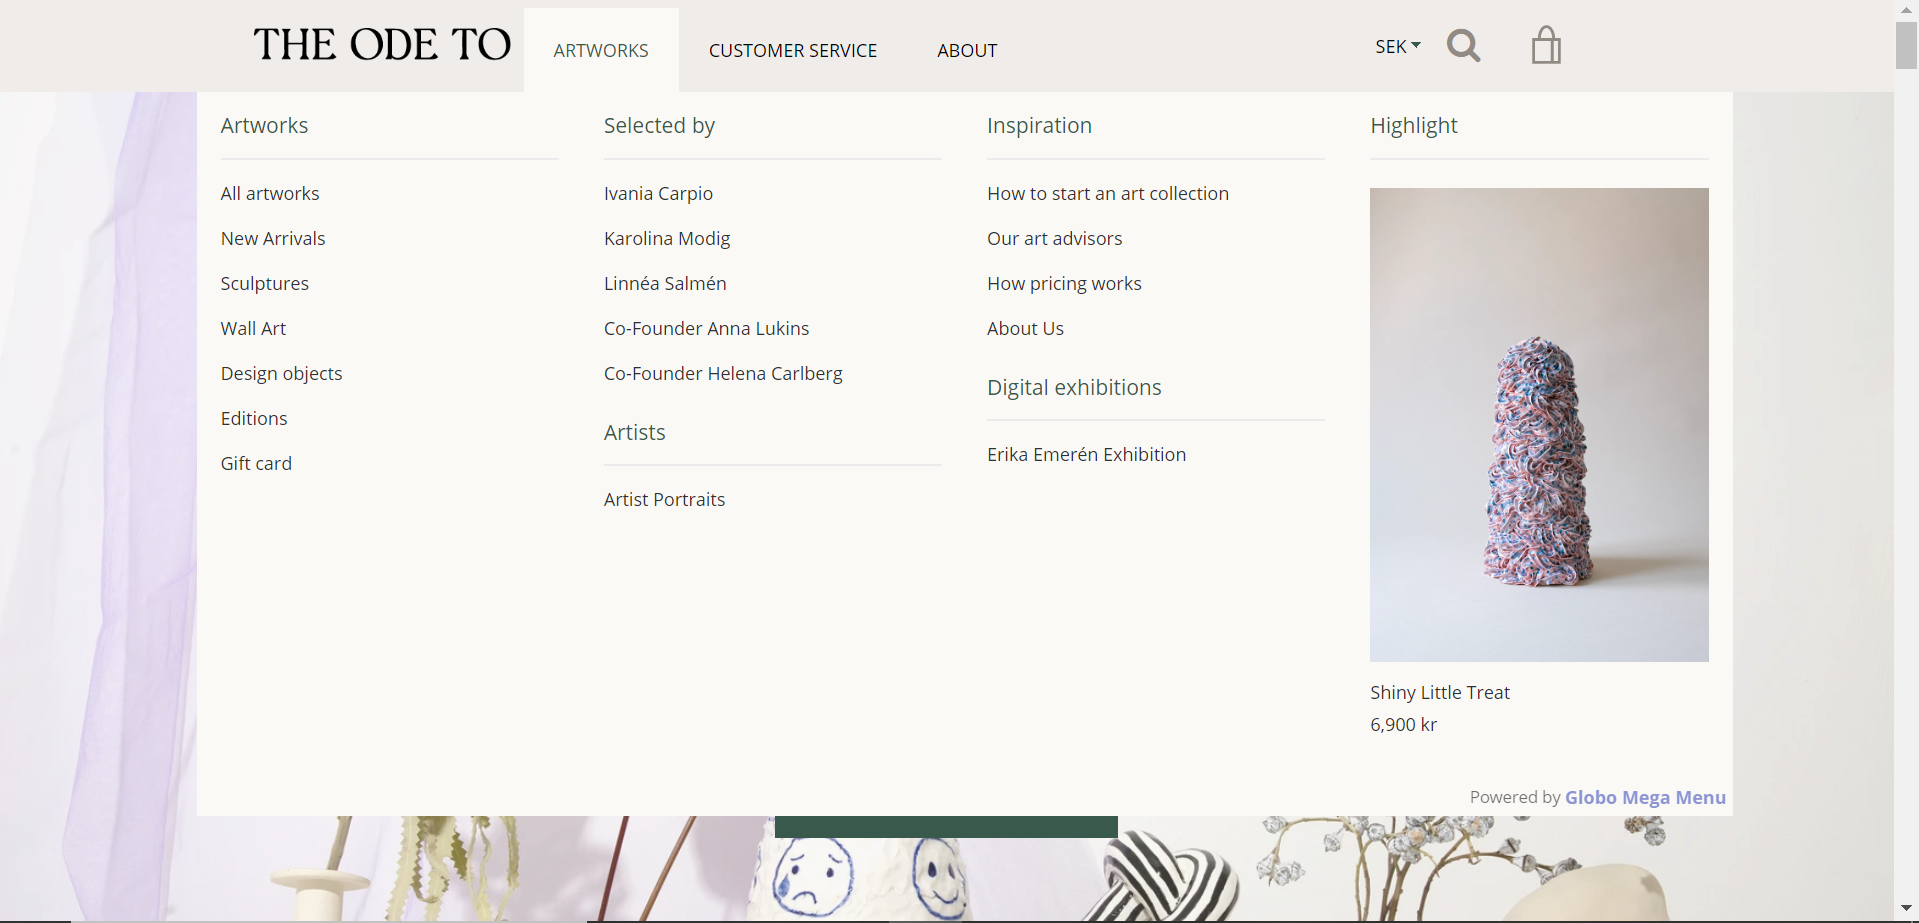 THE ODE TO
ARTWORKS
CUSTOMER SERVICE
ABOUT
SEK
Artworks
All artworks
New Arrivals
Sculptures
Wall Art
Design objects
Editions
Gift card
Selected by
Ivania Carpio
Karolina Modig
Linnéa Salmén
Co-Founder Anna Lukins
Co-Founder Helena Carlberg
Artists
Artist Portraits
Inspiration
How to start an art collection
Our art advisors
How pricing works
About Us
Digital exhibitions
Erika Emerén Exhibition
Highlight
Shiny Little Treat
6,900 kr
Powered by Globo Mega Menu